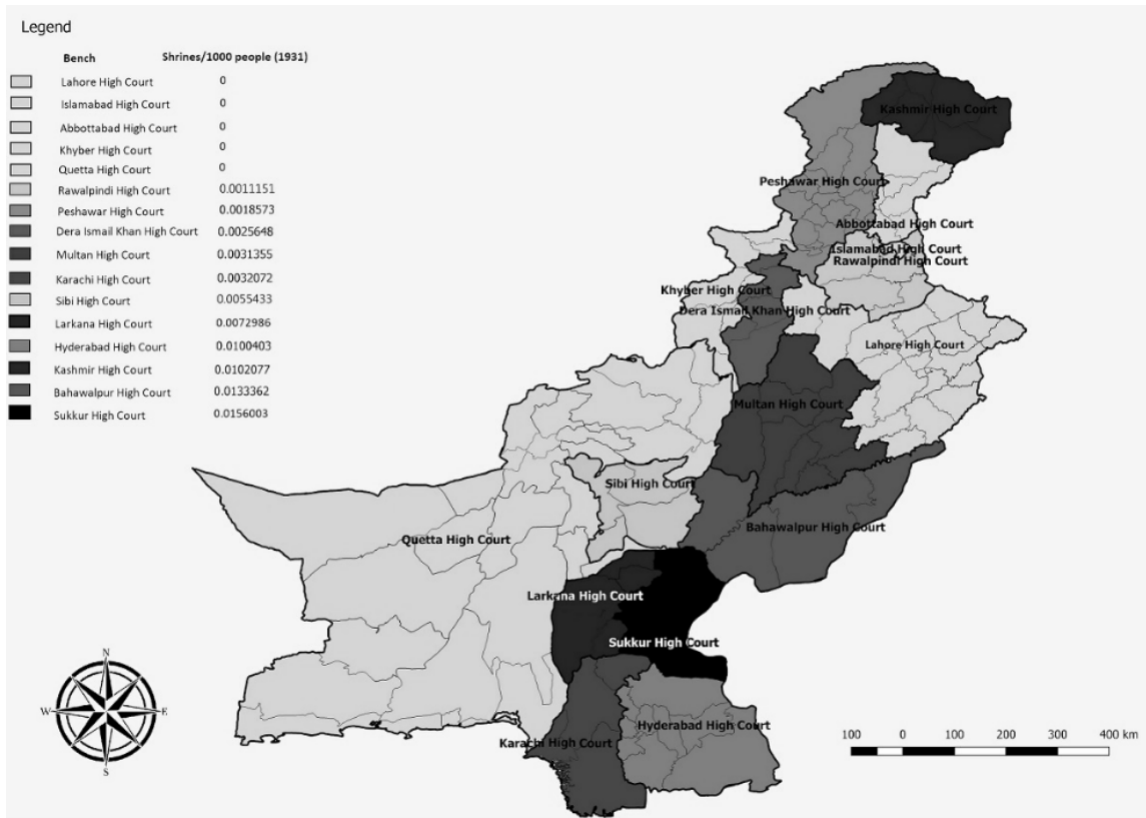 Legend
Bench Shrines/1000 people (1931)
Lahore High Court 0
Islamabad High Court 0
Abbottabad High Court 0
Khyber High Court 0
Quetta High Court 0
Rawalpindi High Court 0.0011151
Peshawar High Court 0.0018573
Dera Ismail Khan High Court 0.0025648
Multan High Court 0.0031355
Karachi High Court 0.0032072
Sibi High Court 0.0055433
Larkana High Court 0.0072986
Hyderabad High Court 0.0100403
Kashmir High Court 0.0102077
Bahawalpur High Court 0.0133362
Sukkur High Court 0.0156003
Kashmir High Court
Peshawar High Court
Abbottabad High Court
Islamabad High Court
Rawalpindi High Court
Khyber High Court
Dera Ismail Khan High Court
Lahore High Court
Multan High Court
Sibi High Court
Bahawalpur High Court
Quetta High Court
Larkana High Court
Sukkur High Court
Hyderabad High Court
Karachi High Court
N
W E
S
100 0 100 200 300 400 km